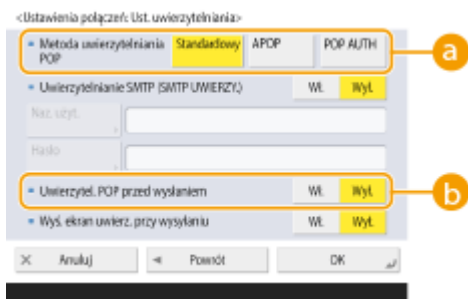 <Ustawienia połączeń: Ust. uwierzytelniania>
Metoda uwierzytelniania POP Standardowy APOP POP AUTH
a
Uwierzytelnianie SMTP (SMTP UWIERZY.) Wł. Wył.
Naz. użyt.
Hasło
Uwierzytel. POP przed wysłaniem Wł. Wył.
b
Wyś. ekran uwierz. przy wysyłaniu Wł. Wył.
Anuluj Powrót OK